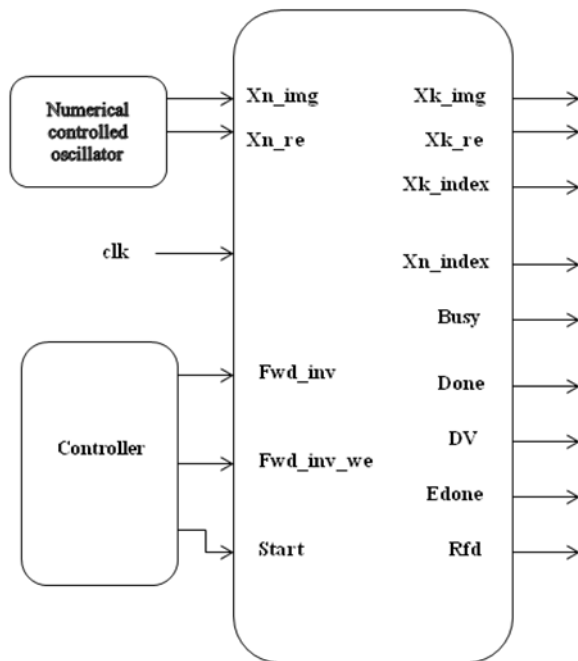 Numerical
controlled
oscillator
clk
Controller
Xn_img
Xn_re
Fwd_inv
Fwd_inv_we
Start
Xk_img
Xk_re
Xk_index
Xn_index
Busy
Done
DV
Edone
Rfd